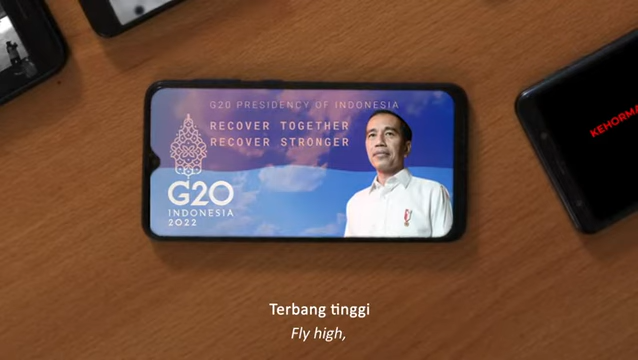 G20 PRESIDENCY OF INDONESIA
RECOVER TOGETHER
RECOVER STRONGER
G20
INDONESIA
2022
KEHORMA
Terbang tinggi
Fly high,